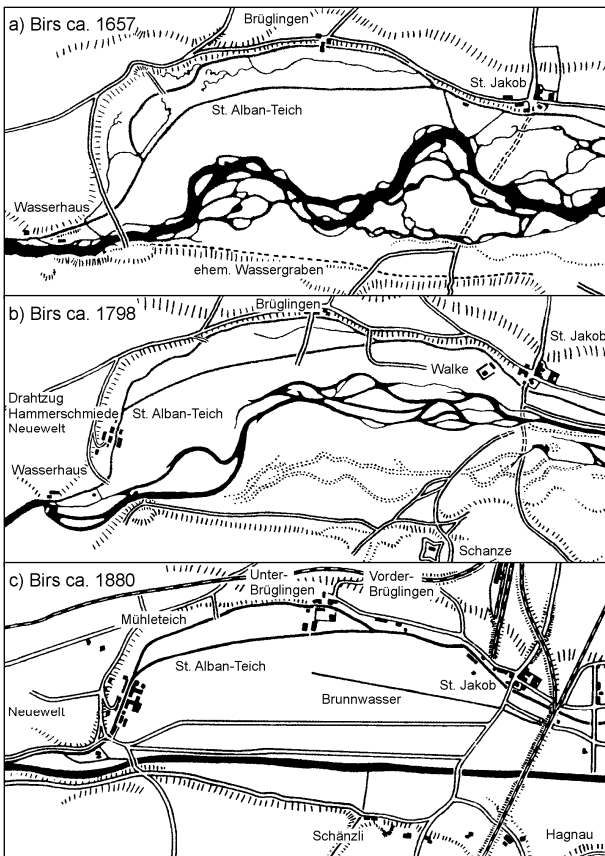 a) Birs ca. 1657
Brüglingen
St. Jakob
St. Alban-Teich
Wasserhaus
ehem. Wassergraben
b) Birs ca. 1798
Brüglingen
St. Jakob
Walke
Drahtzug
Hammerschmiede
Neuewelt
St. Alban-Teich
Wasserhaus
Schanze
c) Birs ca. 1880
Unter-
Brüglingen
Vorder-
Brüglingen
Mühleteich
St. Alban-Teich
St. Jakob
Brunnwasser
Neuewelt
Schänzli
Hagnau